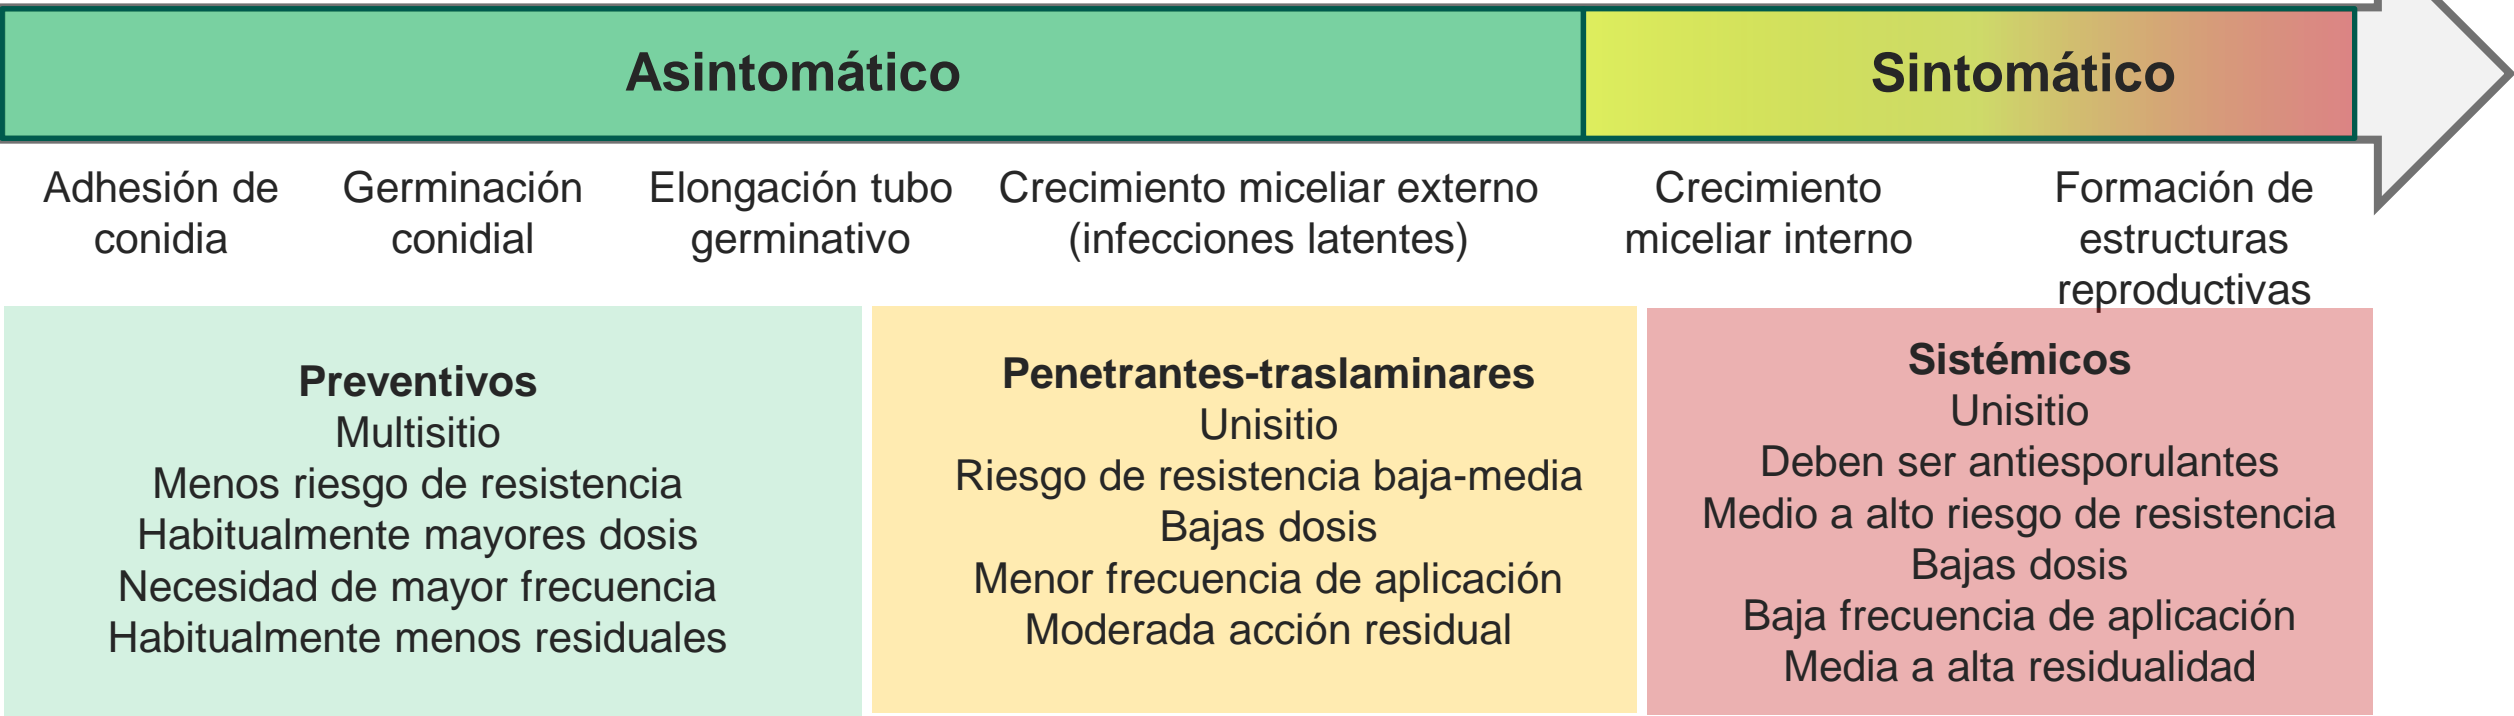 Asintomático
Sintomático
Adhesión de
conidia
Germinación
conidial
Elongación tubo
germinativo
Crecimiento miceliar externo
(infecciones latentes)
Crecimiento
miceliar interno
Formación de
estructuras
reproductivas
Preventivos
Multisitio
Menos riesgo de resistencia
Habitualmente mayores dosis
Necesidad de mayor frecuencia
Habitualmente menos residuales
Penetrantes-traslaminares
Unisitio
Riesgo de resistencia baja-media
Bajas dosis
Menor frecuencia de aplicación
Moderada acción residual
Sistémicos
Unisitio
Deben ser antiesporulantes
Medio a alto riesgo de resistencia
Bajas dosis
Baja frecuencia de aplicación
Media a alta residualidad